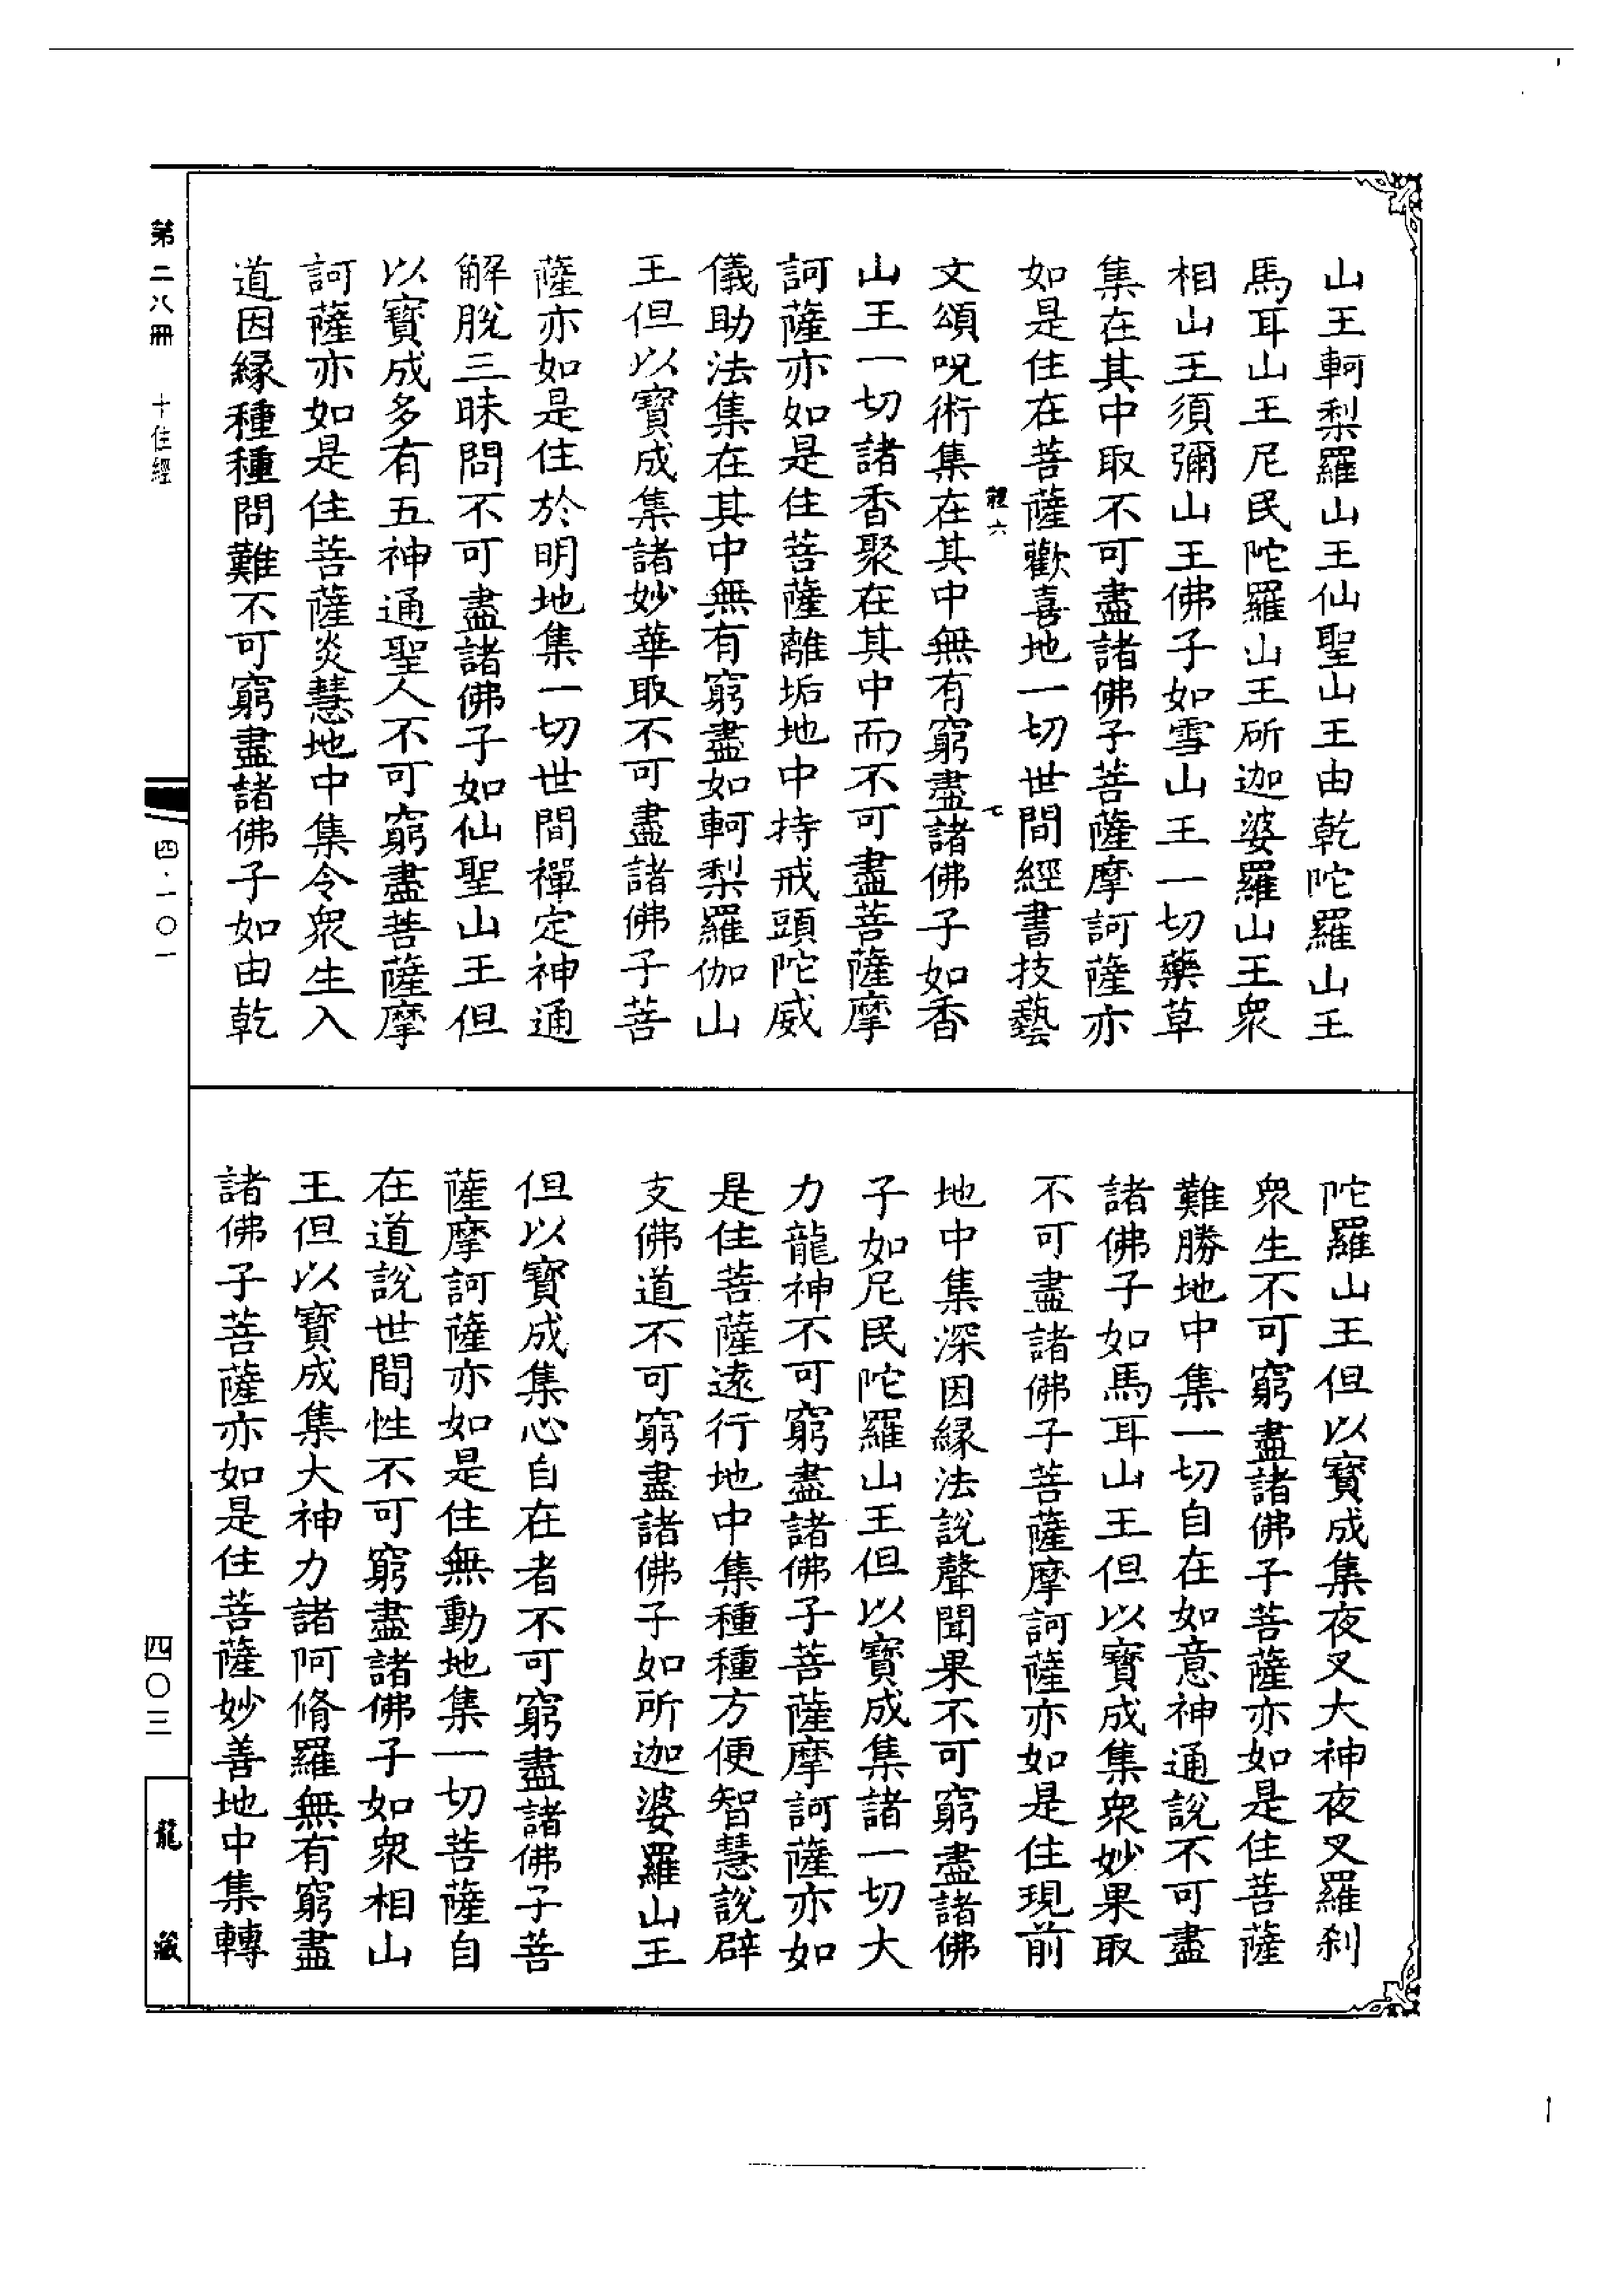 山王軻梨羅山王仙聖山王由乾陀羅山王
馬耳山王尼民陀羅山王斫迦婆羅山王衆
相山王須彌山王佛子如雪山王一切藥草
集在其中取不可盡諸佛子菩薩摩訶薩亦
如是住在菩薩歡喜地一切世間經書技藝
文頌呪術集在其中無有窮盡諸佛子如香
山王一切諸香聚在其中而不可盡菩薩摩
訶薩亦如是住菩薩離垢地中持戒頭陀威
儀助法集在其中無有窮盡如軻梨羅伽山
王但以寶成集諸妙華取不可盡諸佛子菩
薩亦如是住於明地集一切世間禪定神通
解脫三昧問不可盡諸佛子如仙聖山王但
以寶成多有五神通聖人不可窮盡菩薩摩
訶薩亦如是住菩薩炎慧地中集令衆生入
道因緣種種問難不可窮盡諸佛子如由乾
陀羅山王但以寶成集夜叉大神夜叉羅剎
衆生不可窮盡諸佛子菩薩亦如是住菩薩
難勝地中集一切自在如意神通說不可盡
諸佛子如馬耳山王但以寶成集衆妙果取
不可盡諸佛子菩薩摩訶薩亦如是住現前
地中集深因緣法說聲聞果不可窮盡諸佛
子如尼民陀羅山王但以寶成集諸一切大
力龍神不可窮盡諸佛子菩薩摩訶薩亦如
是住菩薩遠行地中集種種方便智慧說辟
支佛道不可窮盡諸佛子如所迦婆羅山王
但以寶成集心自在者不可窮盡諸佛子菩
薩摩訶薩亦如是住無動地集一切菩薩自
在道說世間性不可窮盡諸佛子如衆相山
王但以寶成集大神力諸阿脩羅無有窮盡
諸佛子菩薩亦如是住菩薩妙善地中集轉
第二八冊 十住經
四·一〇一
四〇三
龍藏
七